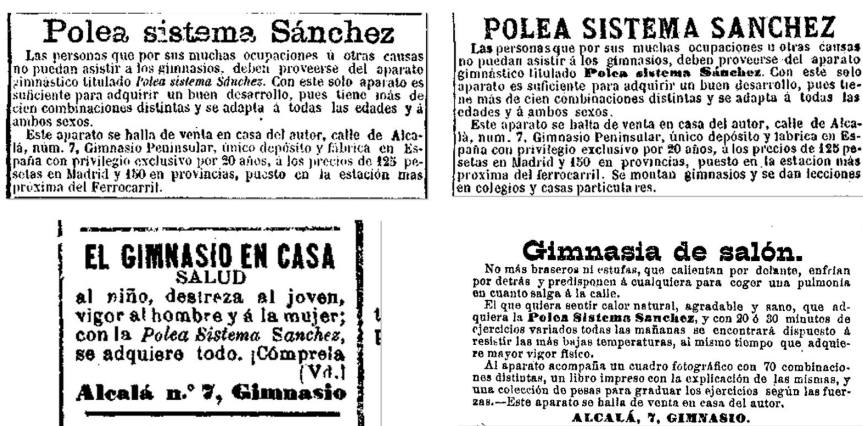 Polea sistema Sánchez
Las personas que por sus muchas ocupaciones ú otras causas
no puedan asistir a los gimnasios, deben proveerse del aparato
gimnástico titulado Polea sistema Sánchez. Con este solo aparato es
suficiente para adquirir un buen desarrollo, pues tiene más de
cien combinaciones distintas y se adapta á todas las edades y á
ambos sexos.
Este aparato se halla de venta en casa del autor, calle de Alca-
lá, núm. 7, Gimnasio Peninsular, único depósito y fábrica en Es-
paña con privilegio exclusivo por 20 años, á los precios de 125 pe-
setas en Madrid y 150 en provincias, puesto en la estación más
próxima del Ferrocarril.
POLEA SISTEMA SANCHEZ
Las personas que por sus muchas ocupaciones ú otras causas
no puedan asistir á los gimnasios, deben proveerse del aparato
gimnástico titulado Polea sistema Sánchez. Con este solo
aparato es suficiente para adquirir un buen desarrollo, pues tie-
ne más de cien combinaciones distintas y se adapta á todas las
edades y á ambos sexos.
Este aparato se halta de venta en casa del autor, calle de Alca-
lá, num. 7, Gimnasio Peninsular, único depósito y fabrica en Es-
paña con privilegio exclusivo por 20 años, á los precios de 125 pe-
setas en Madrid y 150 en provincias, puesto en la estación más
proxima del ferrocarril. Se montan gimnasios y se dan lecciones
en colegios y casas particulares.
EL GIMNASIO EN CASA
SALUD
al niño, destreza al joven,
vigor al hombre y á la mujer;
con la Polea Sistema Sanchez,
se adquiere todo. ¡Cómprela
(Vd.!
Alcalá n.° 7, Gimnasio
Gimnasia de salón.
No más braseros ni estufas, que calientan por delante, enfrían
por detrás y predisponen á cualquiera para coger una pulmonía
en cuanto salga á la calle.
El que quiera sentir calor natural, agradable y sano, que ad-
quiera la Polea Sistema Sanchez, y con 20 ó 30 minutos de
ejercicios variados todas las mañanas se encontrará dispuesto á
resistir las más bajas temperaturas, al mismo tiempo que adquie-
re mayor vigor físico.
Al aparato acompaña un cuadro fotográfico con 70 combinacio-
nes distintas, un libro impreso con la explicación de las mismas, y
una colección de pesas para graduar los ejercicios según las fuer-
zas.—Este aparato se halla de venta en casa del autor.
ALCALÁ, 7, GIMNASIO.